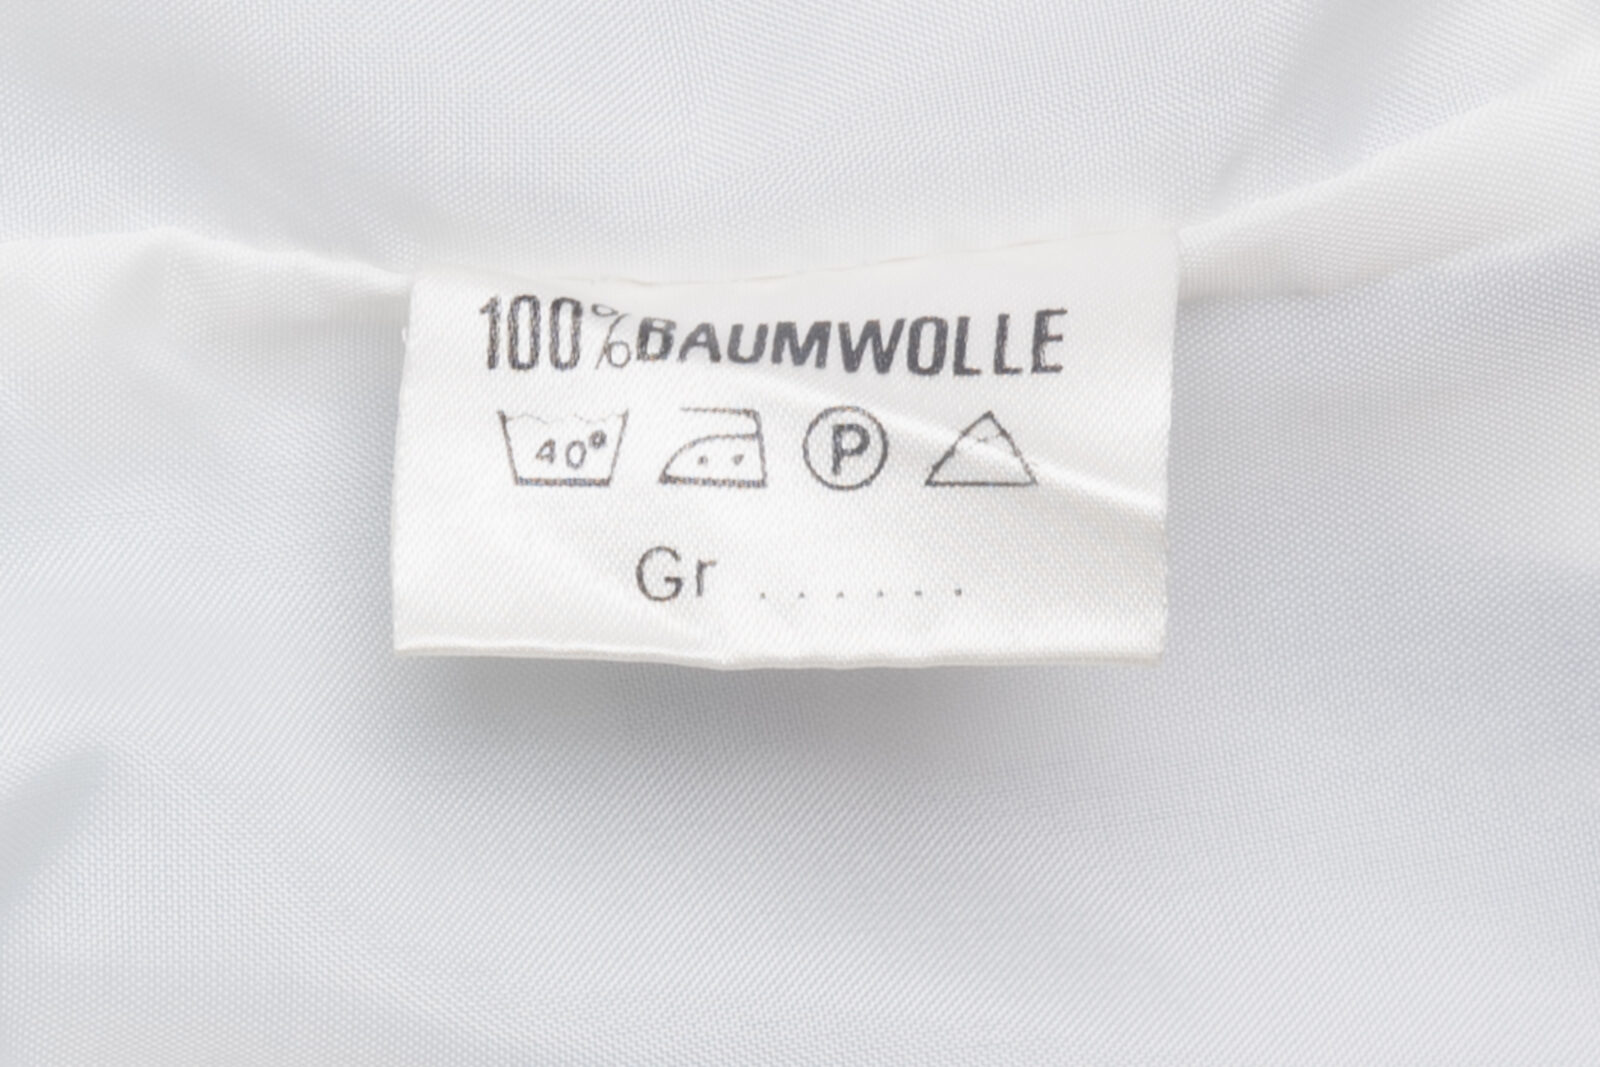 100%BAUMWOLLE
40° P
Gr ......